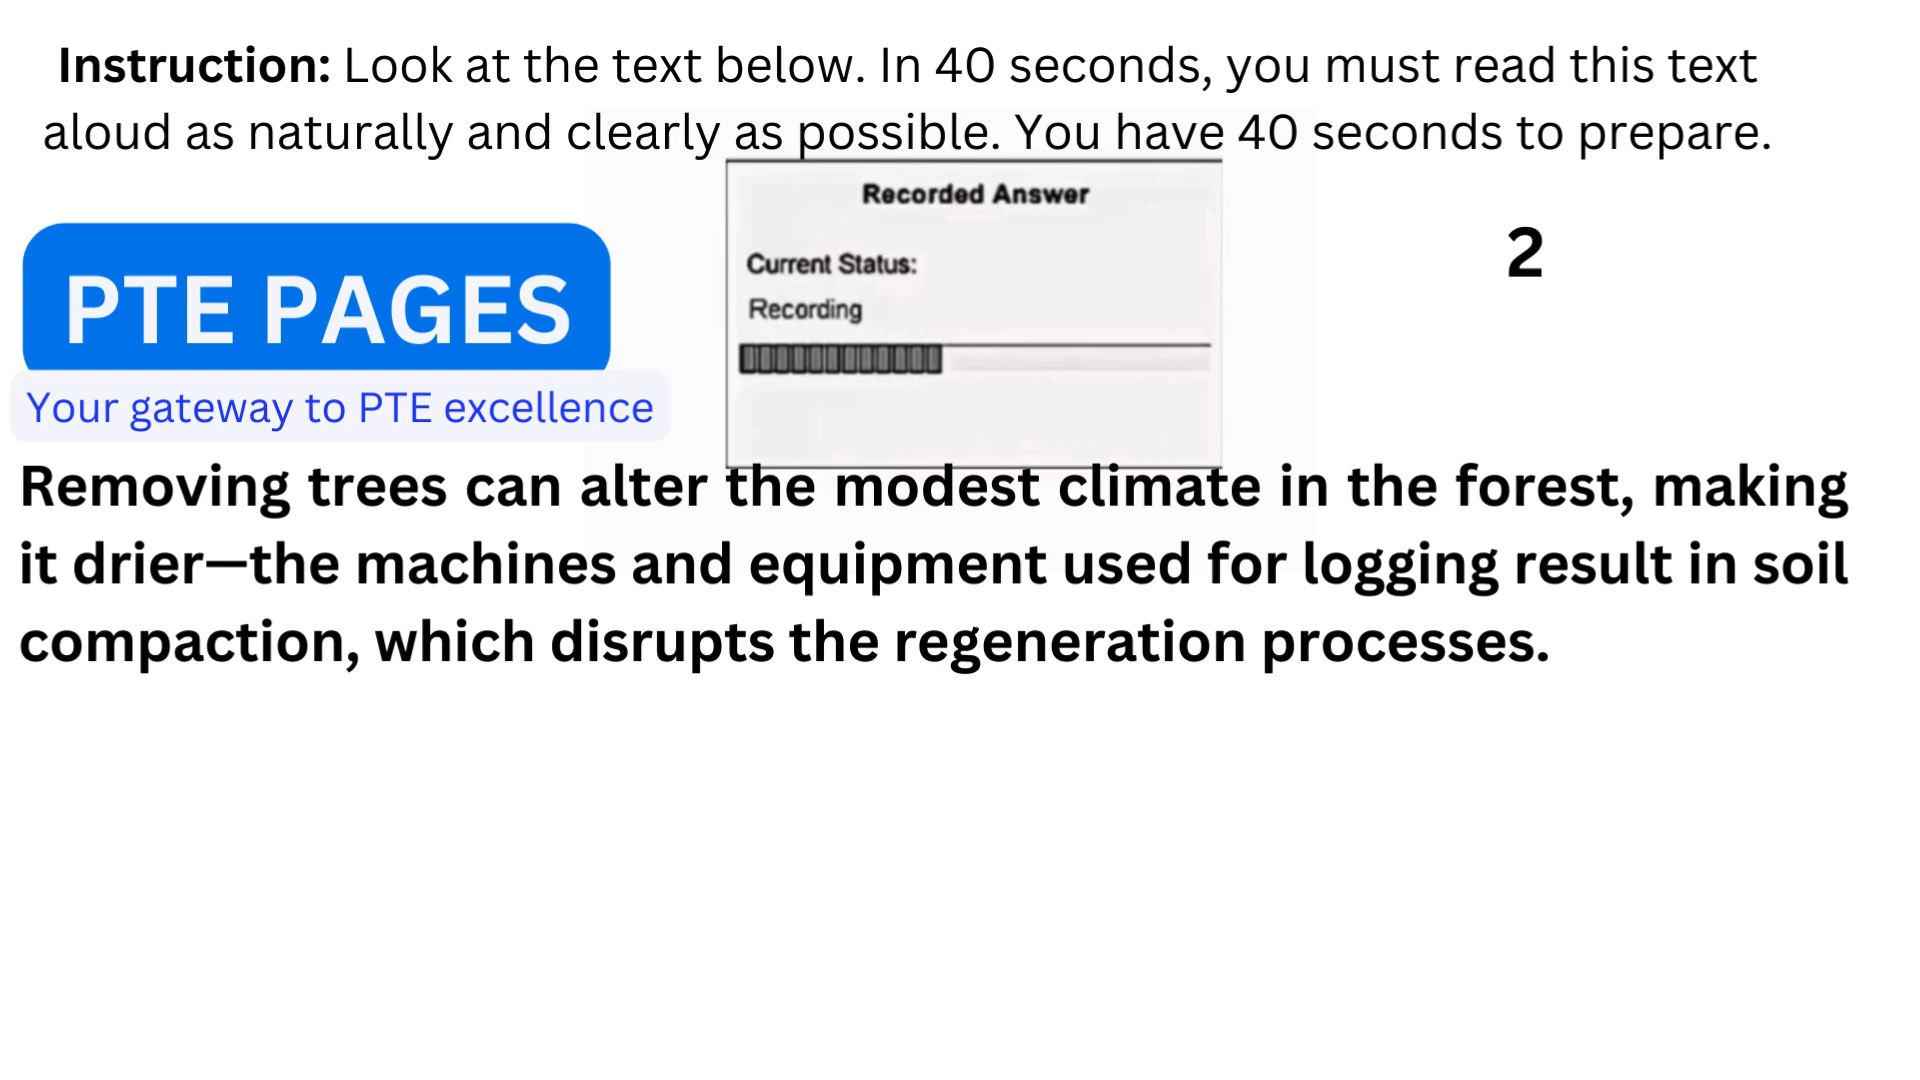 Instruction: Look at the text below. In 40 seconds, you must read this text
aloud as naturally and clearly as possible. You have 40 seconds to prepare.
Recorded Answer
2
Current Status:
PTE PAGES
Recording
Your gateway to PTE excellence
Removing trees can alter the modest climate in the forest, making
it drier—the machines and equipment used for logging result in soil
compaction, which disrupts the regeneration processes.